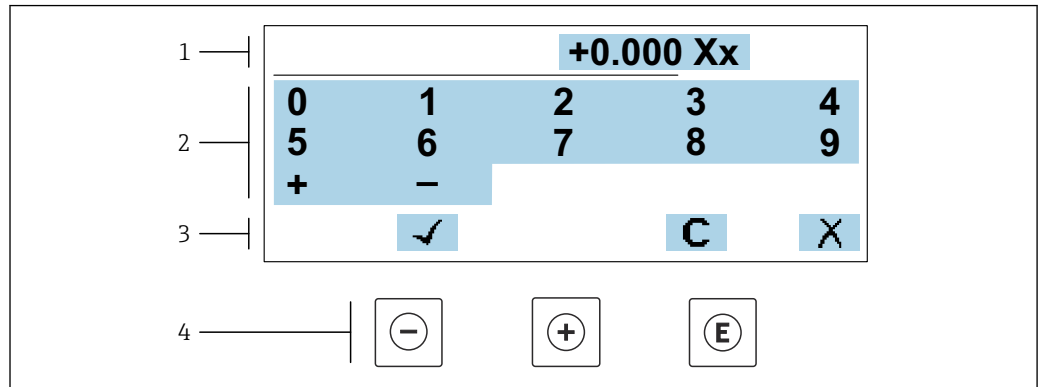 1 +0.000 Xx
0 1 2 3 4
2 5 6 7 8 9
+ −
3 ✓ C X
4 − + E